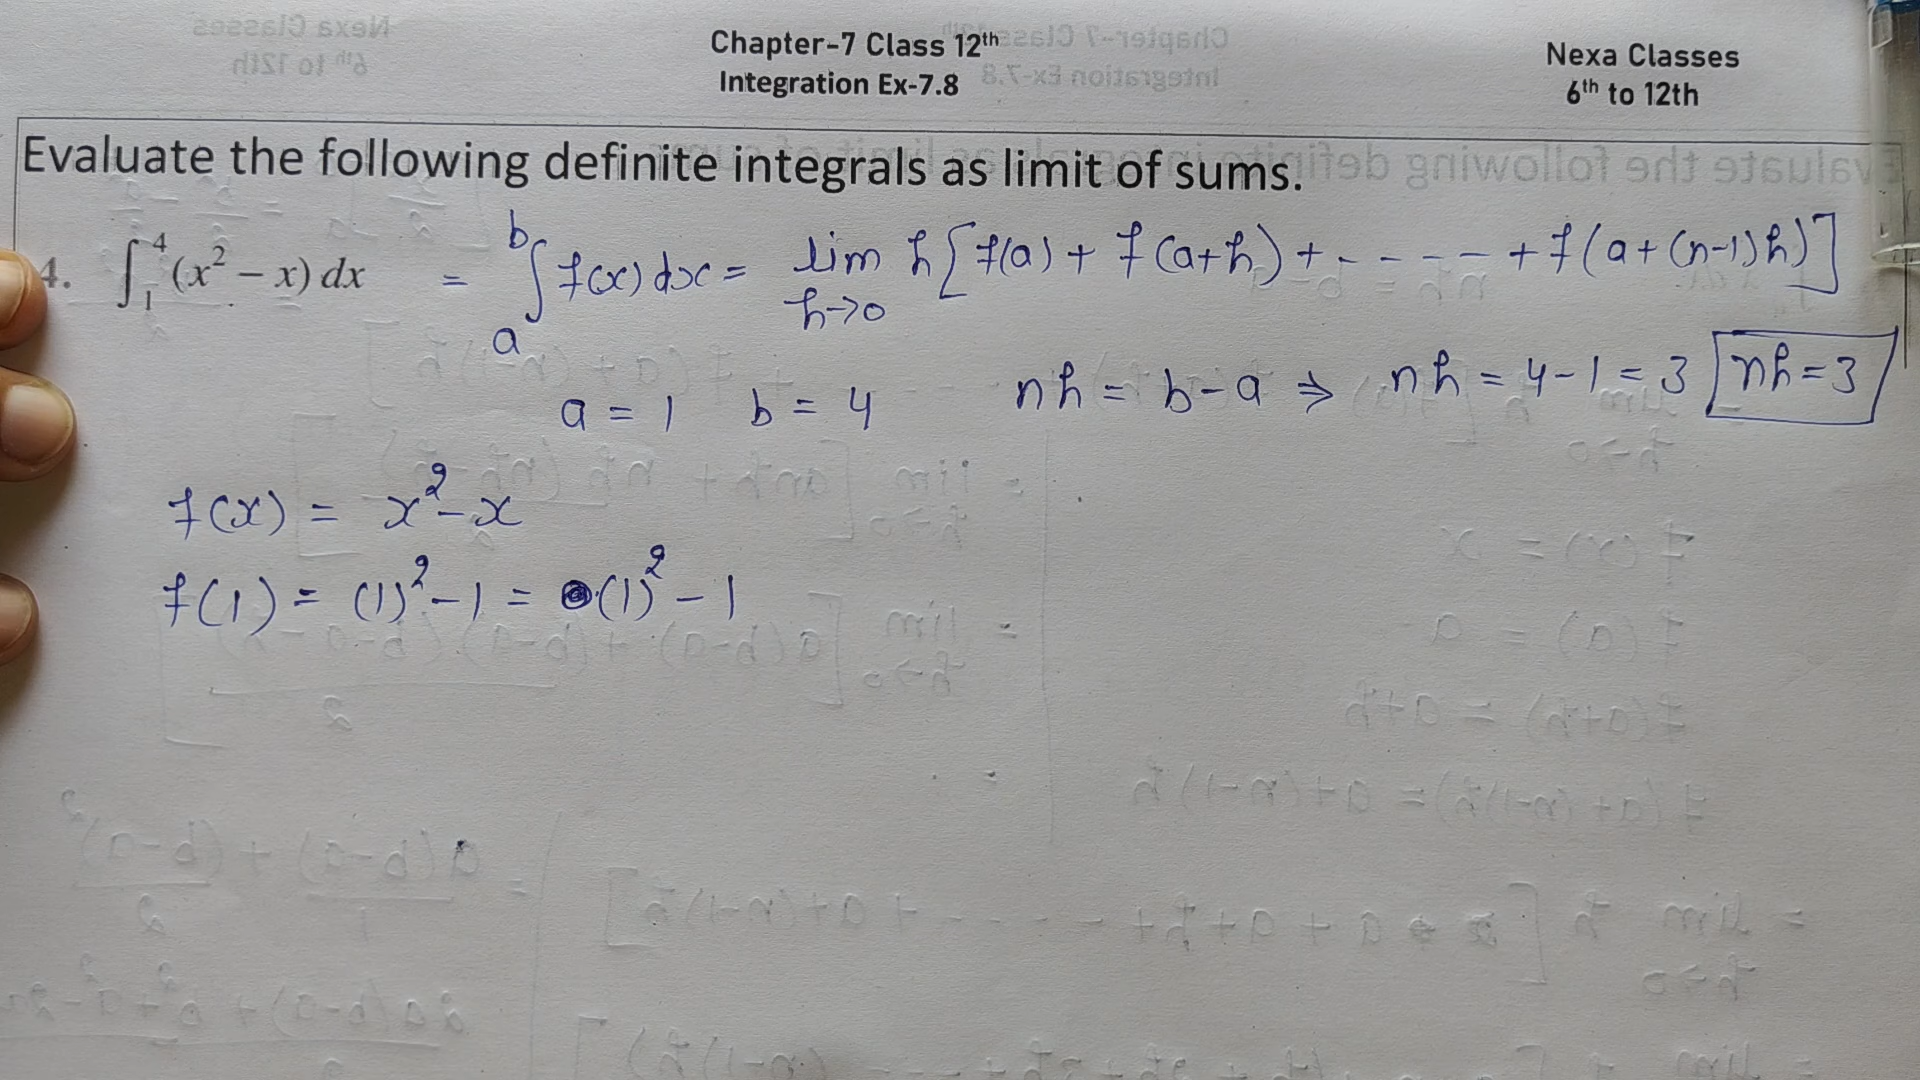 Chapter-7 Class 12th
Integration Ex-7.8
Nexa Classes
6th to 12th
Evaluate the following definite integrals as limit of sums.
4. ∫₁⁴ (x² – x) dx = ∫ₐᵇ f(x) dx = lim h→0 h [f(a) + f(a+h) + - - - - + f(a+(n-1)h)]
a = 1 b = 4 nh = b-a ⇒ nh = 4-1 = 3 nh=3
f(x) = x² - x
f(1) = (1)² - 1 = (1)² - 1